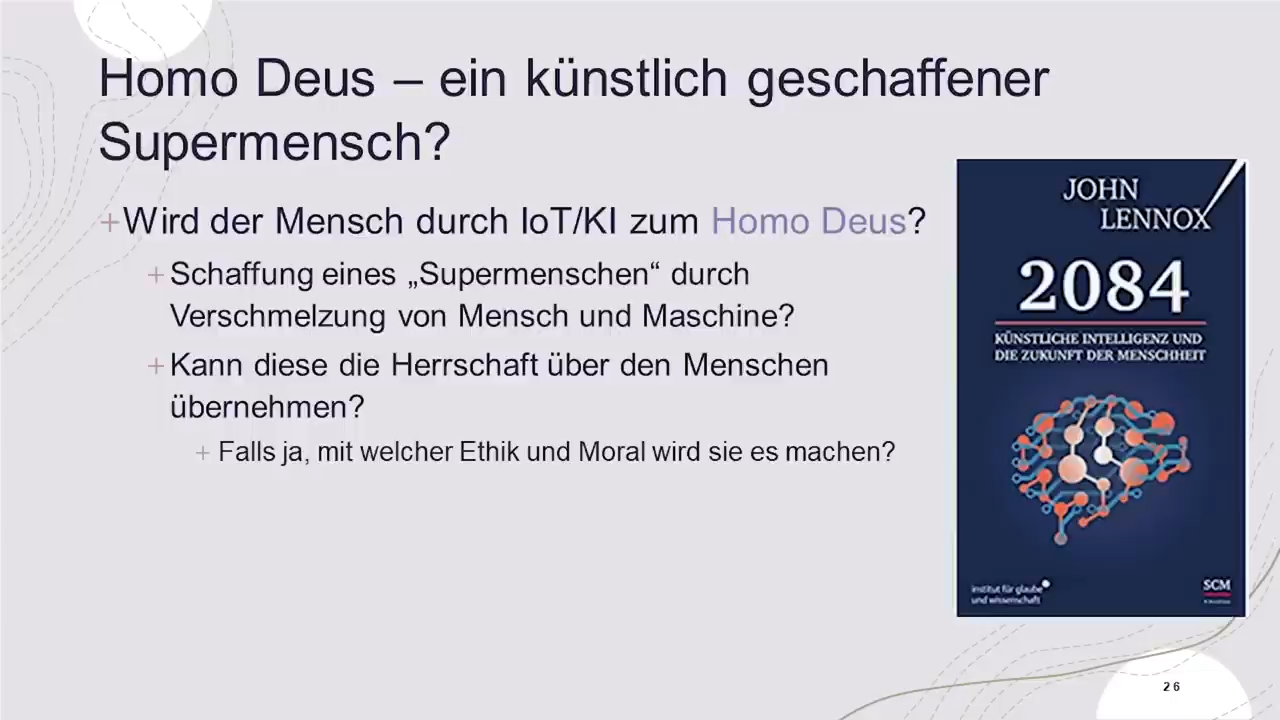 Homo Deus – ein künstlich geschaffener
Supermensch?
+Wird der Mensch durch IoT/KI zum Homo Deus?
+ Schaffung eines „Supermenschen“ durch
Verschmelzung von Mensch und Maschine?
+ Kann diese die Herrschaft über den Menschen
übernehmen?
+ Falls ja, mit welcher Ethik und Moral wird sie es machen?
JOHN
LENNOX
2084
KÜNSTLICHE INTELLIGENZ UND
DIE ZUKUNFT DER MENSCHHEIT
institut für glaube
und wissenschaft
SCM
26